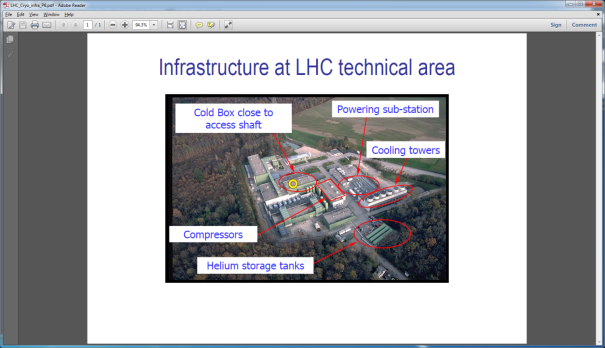 LHC_Cryo_infra_P6.pdf - Adobe Reader
File Edit View Window Help
1 / 1
94.3%
Sign
Comment
Infrastructure at LHC technical area
Cold Box close to
access shaft
Powering sub-station
Cooling towers
Compressors
Helium storage tanks